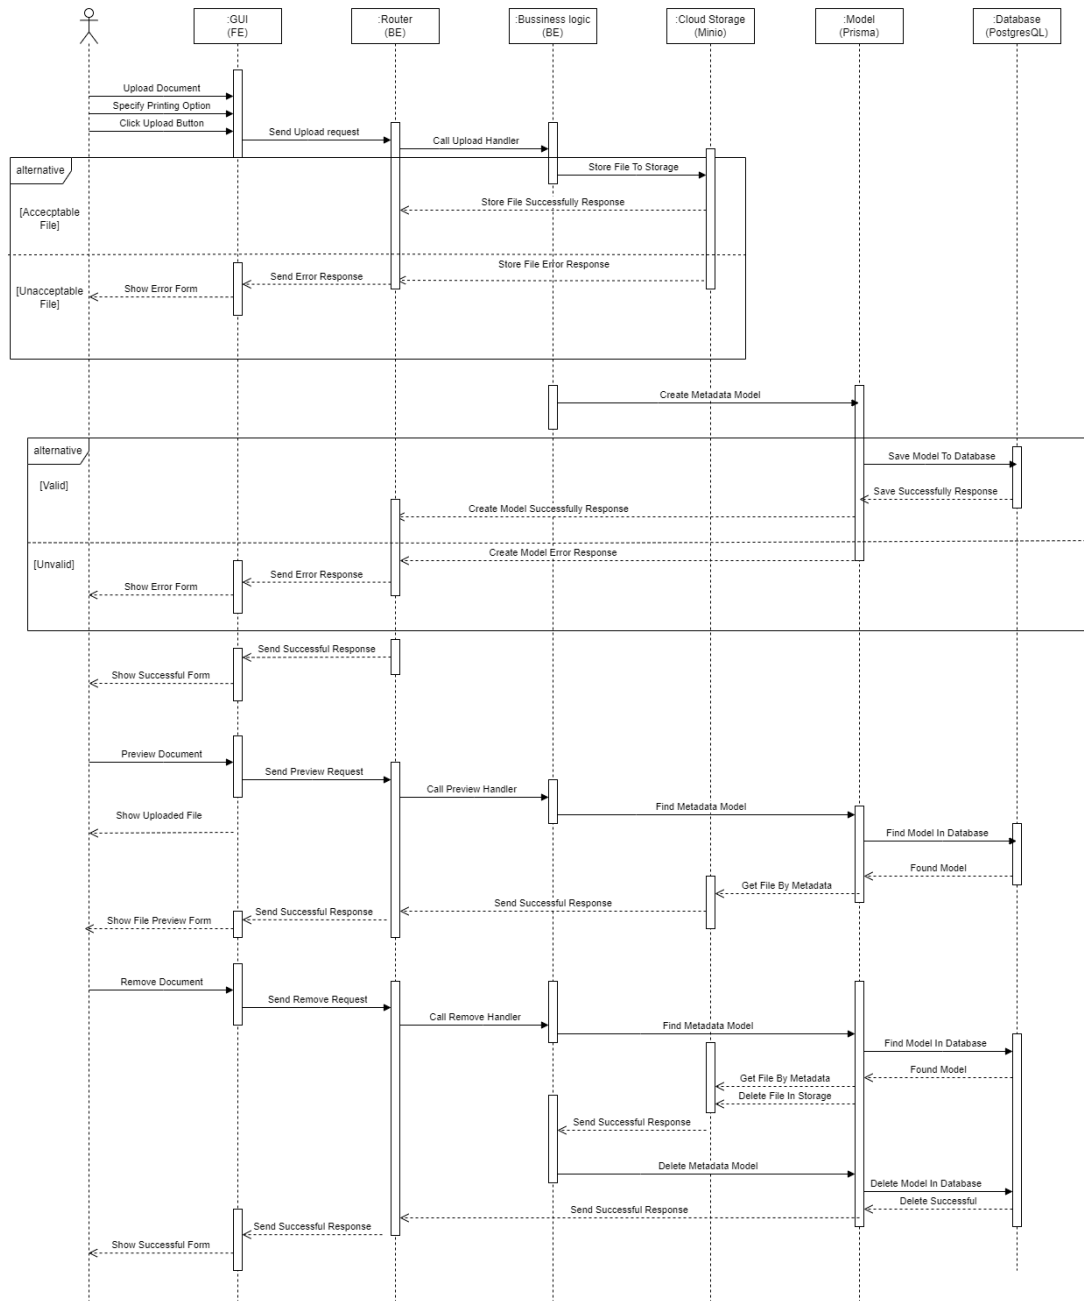 :GUI
(FE)
:Router
(BE)
:Bussiness logic
(BE)
:Cloud Storage
(Minio)
:Model
(Prisma)
:Database
(PostgresQL)
Upload Document
Specify Printing Option
Click Upload Button
Send Upload request
Call Upload Handler
alternative
Store File To Storage
[Accecptable
File]
Store File Successfully Response
Store File Error Response
Send Error Response
[Unacceptable
File]
Show Error Form
Create Metadata Model
alternative
Save Model To Database
[Valid]
Save Successfully Response
Create Model Successfully Response
Create Model Error Response
[Unvalid]
Send Error Response
Show Error Form
Send Successful Response
Show Successful Form
Preview Document
Send Preview Request
Call Preview Handler
Find Metadata Model
Show Uploaded File
Find Model In Database
Found Model
Get File By Metadata
Send Successful Response
Send Successful Response
Show File Preview Form
Remove Document
Send Remove Request
Call Remove Handler
Find Metadata Model
Find Model In Database
Found Model
Get File By Metadata
Delete File In Storage
Send Successful Response
Delete Metadata Model
Delete Model In Database
Delete Successful
Send Successful Response
Send Successful Response
Show Successful Form